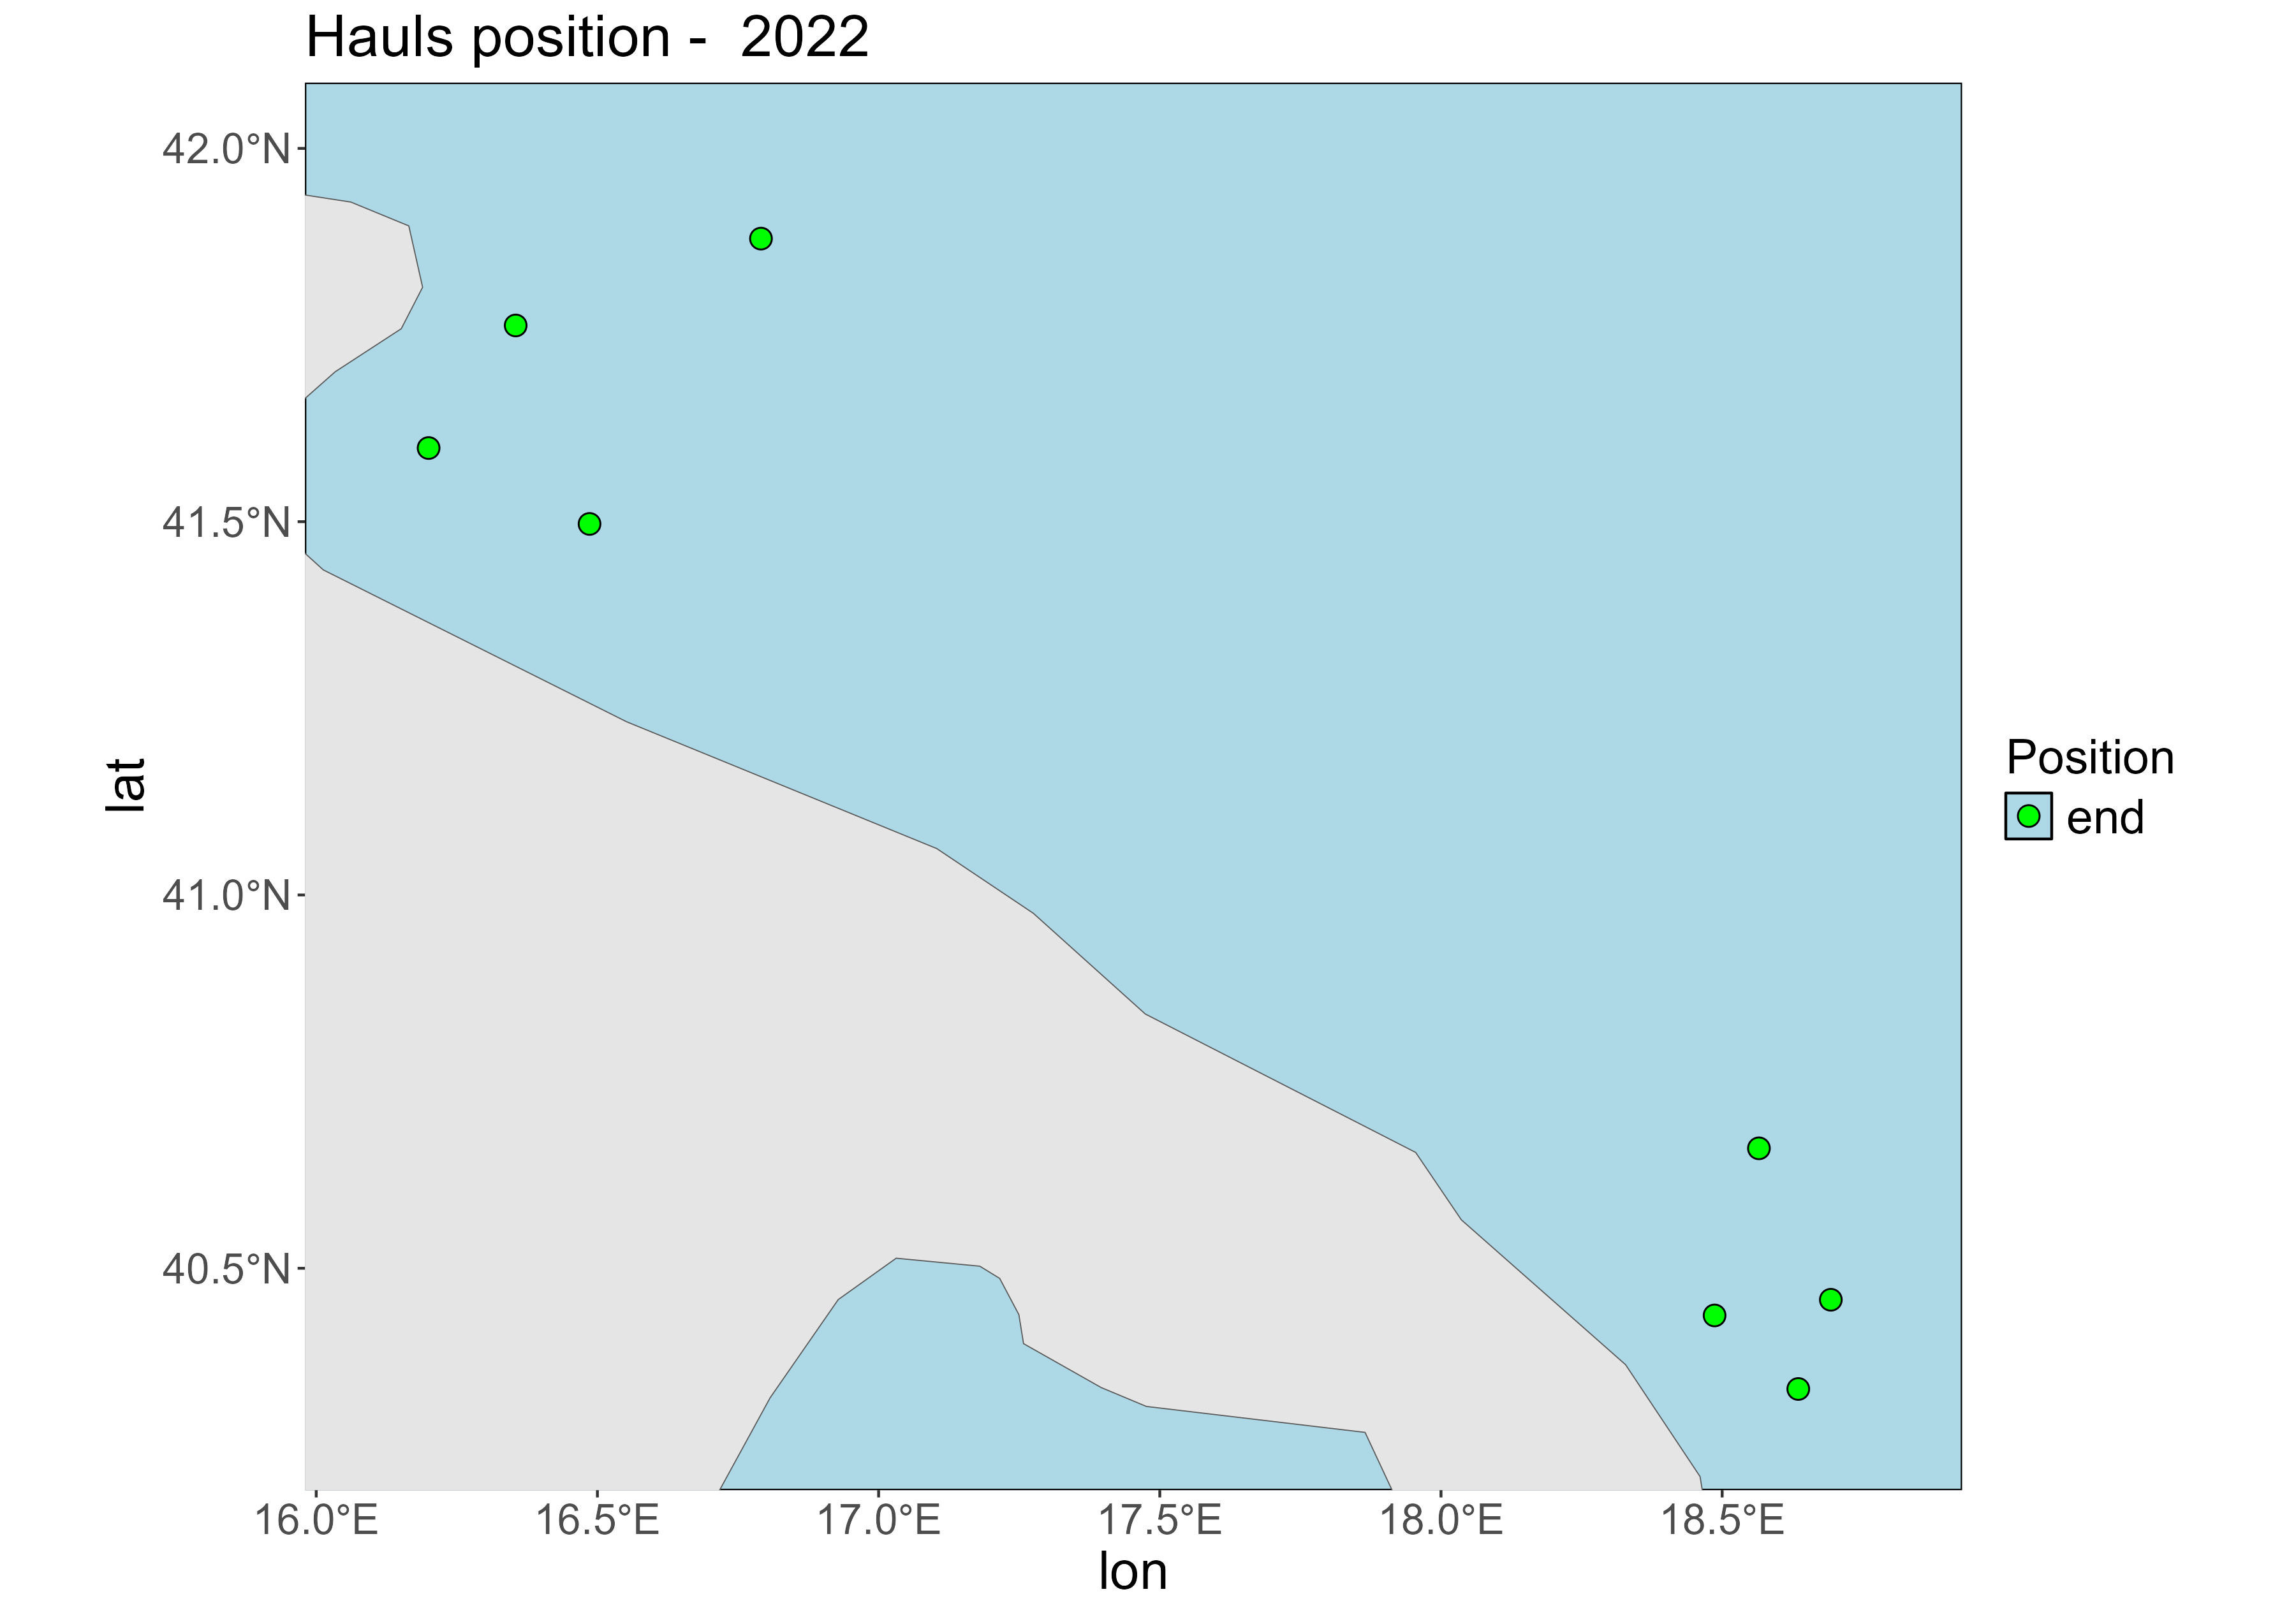 Hauls position -  2022
42.0°N
41.5°N
41.0°N
40.5°N
lat
16.0°E
16.5°E
17.0°E
17.5°E
18.0°E
18.5°E
lon
Position
end